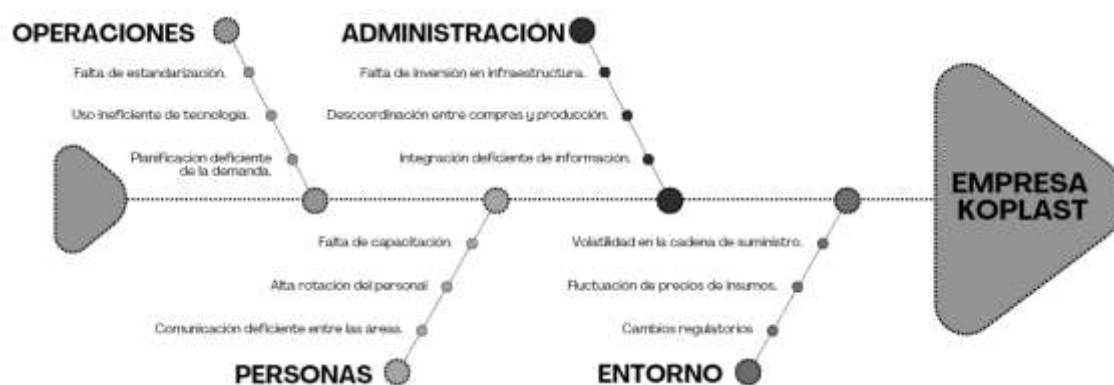 OPERACIONES
Falta de estandarización.
Uso ineficiente de tecnología.
Planificación deficiente
de la demanda.
ADMINISTRACIÓN
Falta de inversión en infraestructura.
Descoordinación entre compras y producción.
Integración deficiente de información.
EMPRESA
KOPLAST
Falta de capacitación
Alta rotación del personal
Comunicación deficiente entre las áreas.
PERSONAS
Volatilidad en la cadena de suministro.
Fluctuación de precios de insumos.
Cambios regulatorios
ENTORNO